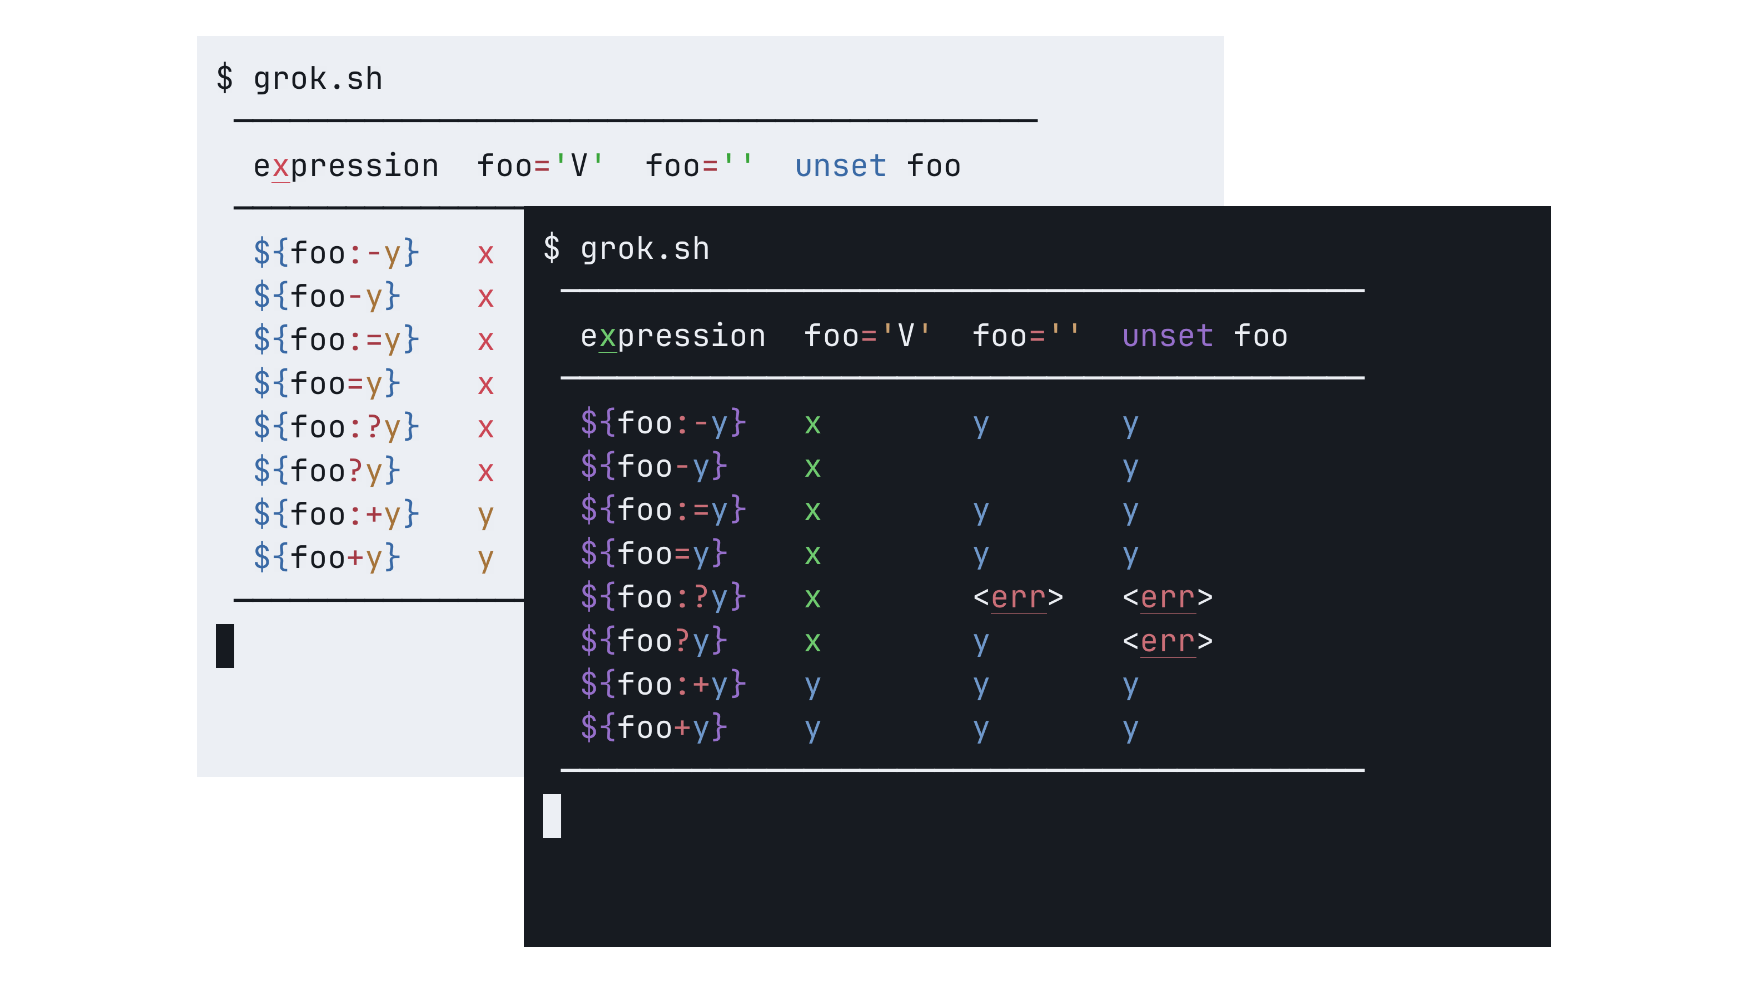 $ grok.sh
expression foo='V' foo='' unset foo
${foo:-y} x
${foo-y} x
${foo:=y} x
${foo=y} x
${foo:?y} x
${foo?y} x
${foo:+y} y
${foo+y} y
$ grok.sh
expression foo='V' foo='' unset foo
${foo:-y} x y y
${foo-y} x y
${foo:=y} x y y
${foo=y} x y y
${foo:?y} x <err> <err>
${foo?y} x y <err>
${foo:+y} y y y
${foo+y} y y y